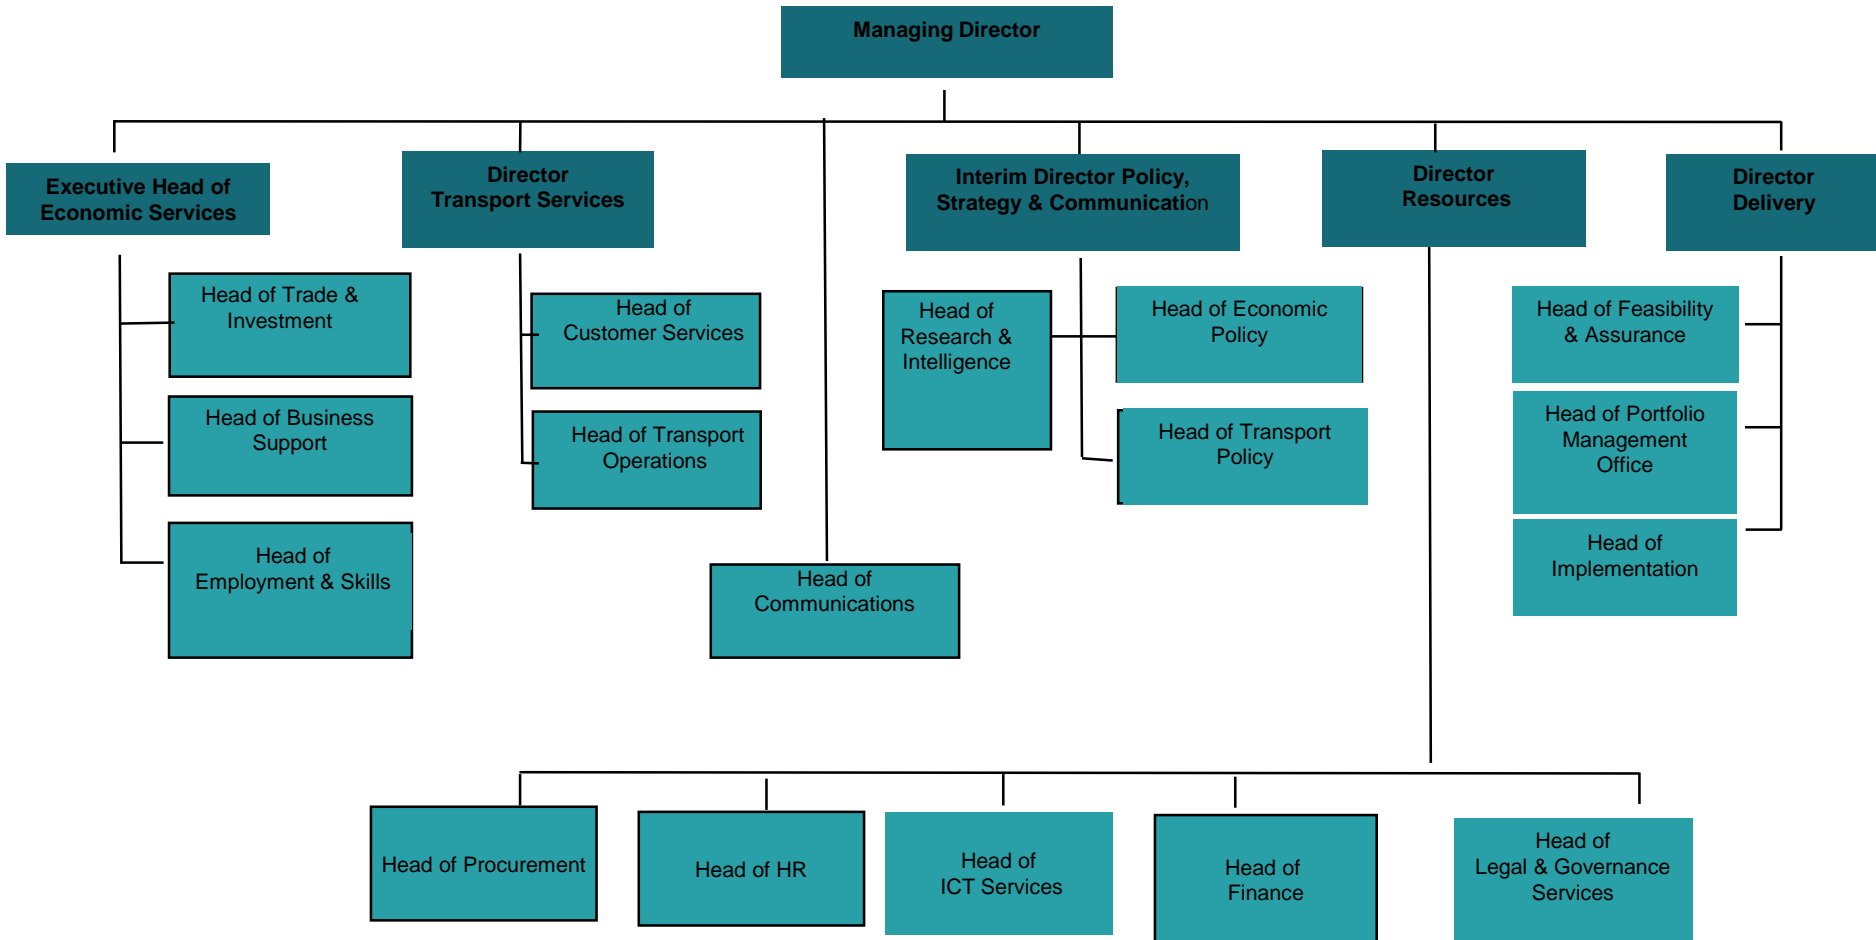 Managing Director
Executive Head of
Economic Services
Director
Transport Services
Interim Director Policy,
Strategy & Communication
Director
Resources
Director
Delivery
Head of Trade &
Investment
Head of Business
Support
Head of
Employment & Skills
Head of
Customer Services
Head of Transport
Operations
Head of
Communications
Head of
Research &
Intelligence
Head of Economic
Policy
Head of Transport
Policy
Head of Feasibility
& Assurance
Head of Portfolio
Management
Office
Head of
Implementation
Head of Procurement
Head of HR
Head of
ICT Services
Head of
Finance
Head of
Legal & Governance
Services